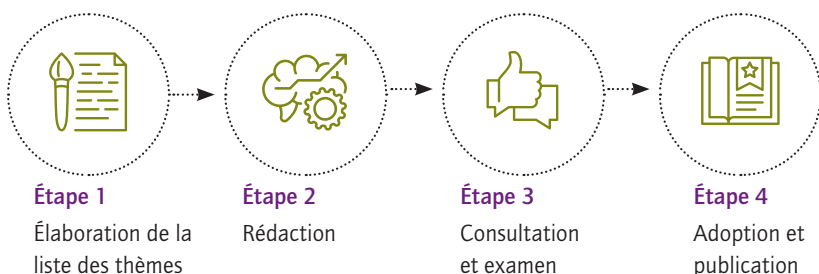 Étape 1
Élaboration de la
liste des thèmes
Étape 2
Rédaction
Étape 3
Consultation
et examen
Étape 4
Adoption et
publication